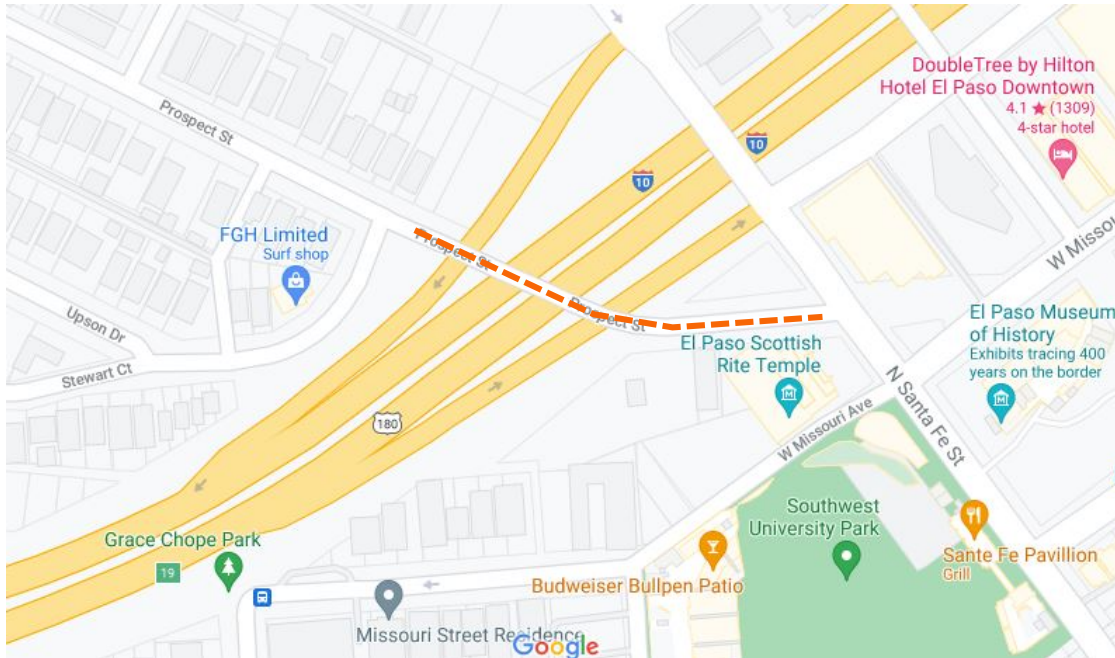 DoubleTree by Hilton
Hotel El Paso Downtown
4.1 ★ (1309)
4-star hotel
Prospect St
10
10
FGH Limited
Surf shop
Prospect St
W Missou
Prospect St
Upson Dr
El Paso Museum
of History
Exhibits tracing 400
years on the border
El Paso Scottish
Rite Temple
Stewart Ct
N Santa Fe St
180
W Missouri Ave
Southwest
University Park
Grace Chope Park
19
Sante Fe Pavillion
Grill
Budweiser Bullpen Patio
Missouri Street Residence
Google